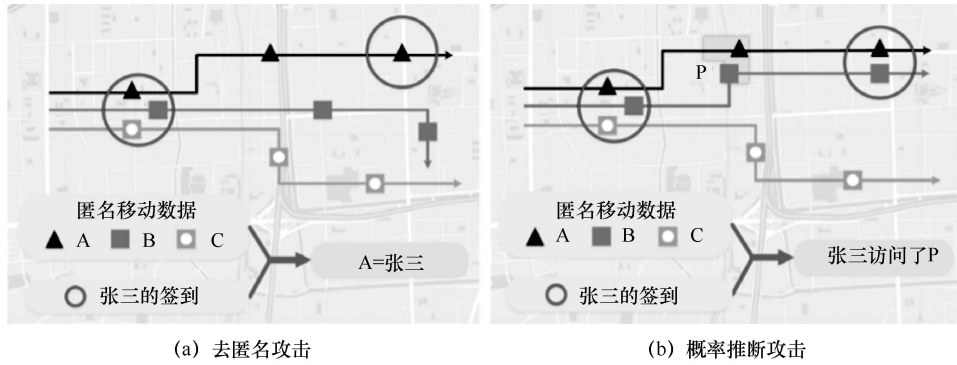 P
匿名移动数据
A B C
A=张三
张三的签到
匿名移动数据
A B C
张三访问了P
张三的签到
(a) 去匿名攻击
(b) 概率推断攻击